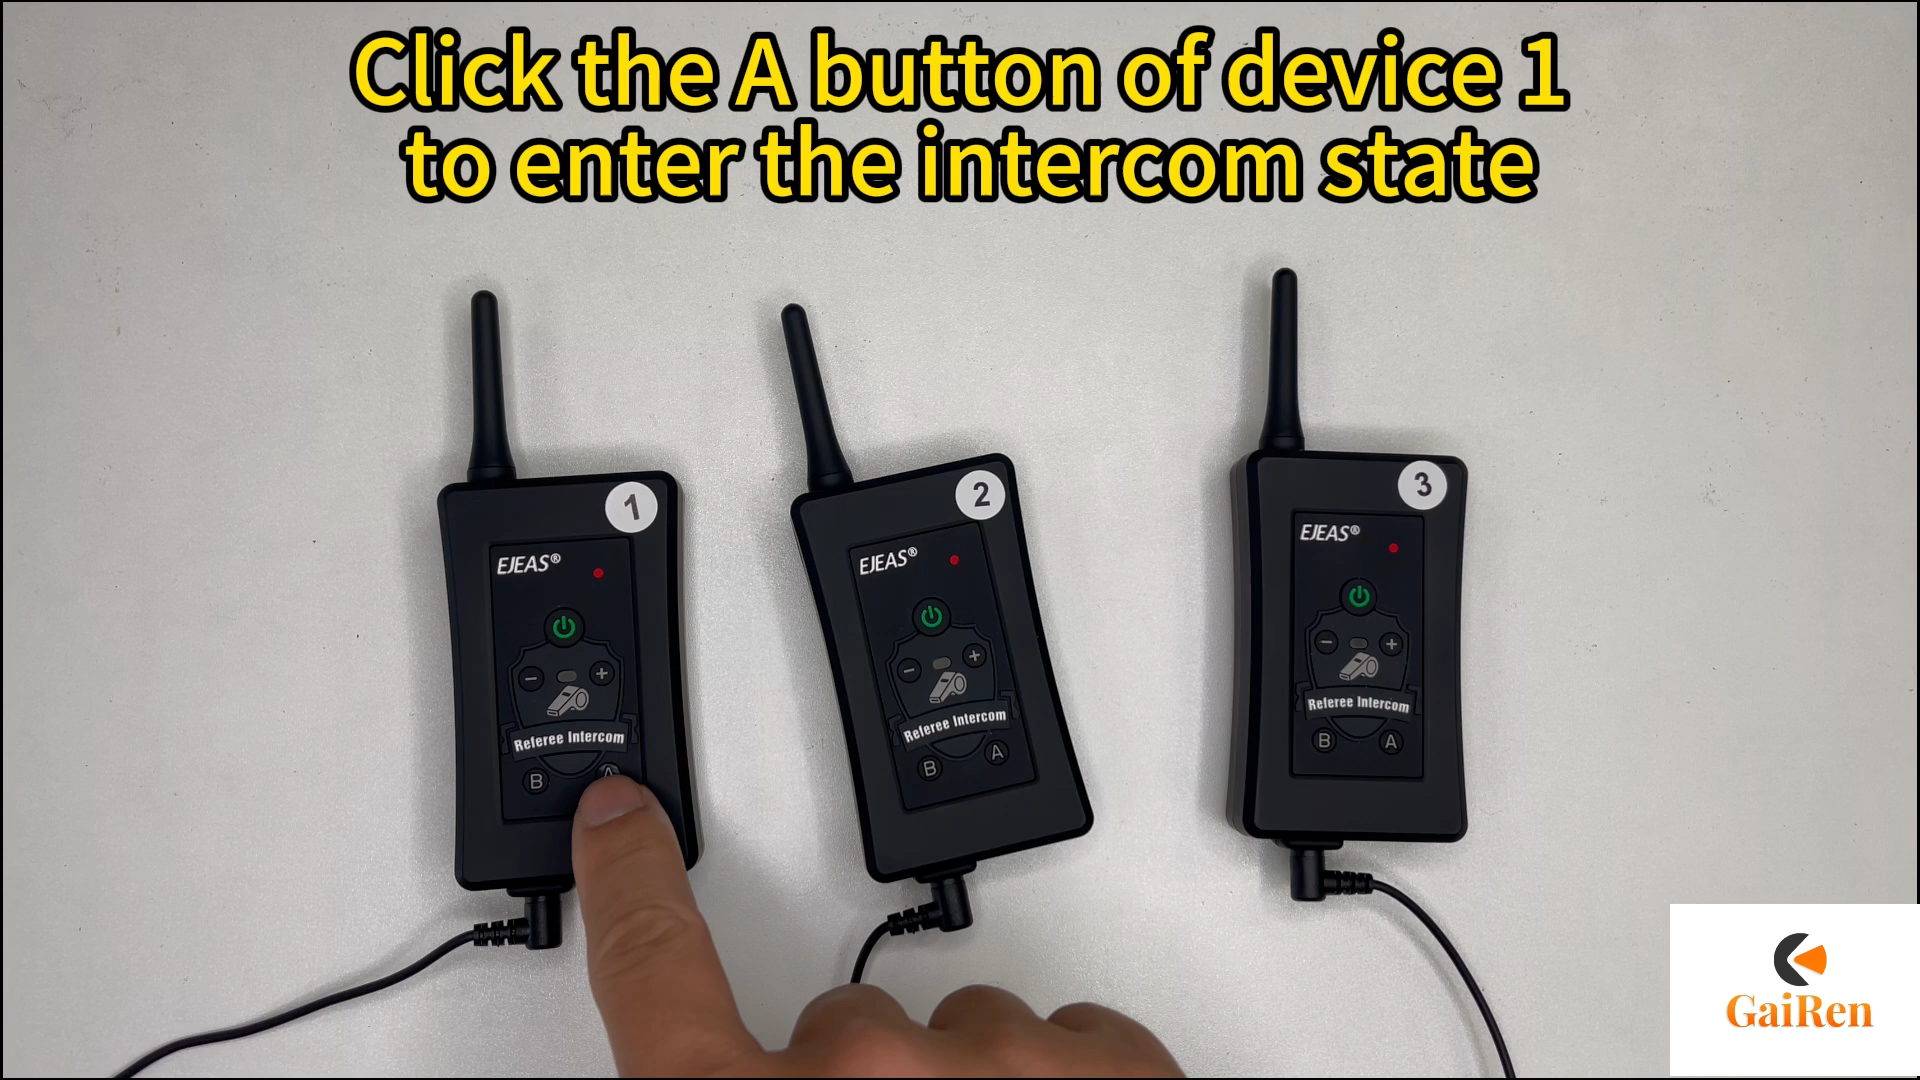 Click the A button of device 1
to enter the intercom state
1
EJEAS®
- +
Referee Intercom
B A
2
EJEAS®
- +
Referee Intercom
B A
3
EJEAS®
- +
Referee Intercom
B A
GaiRen